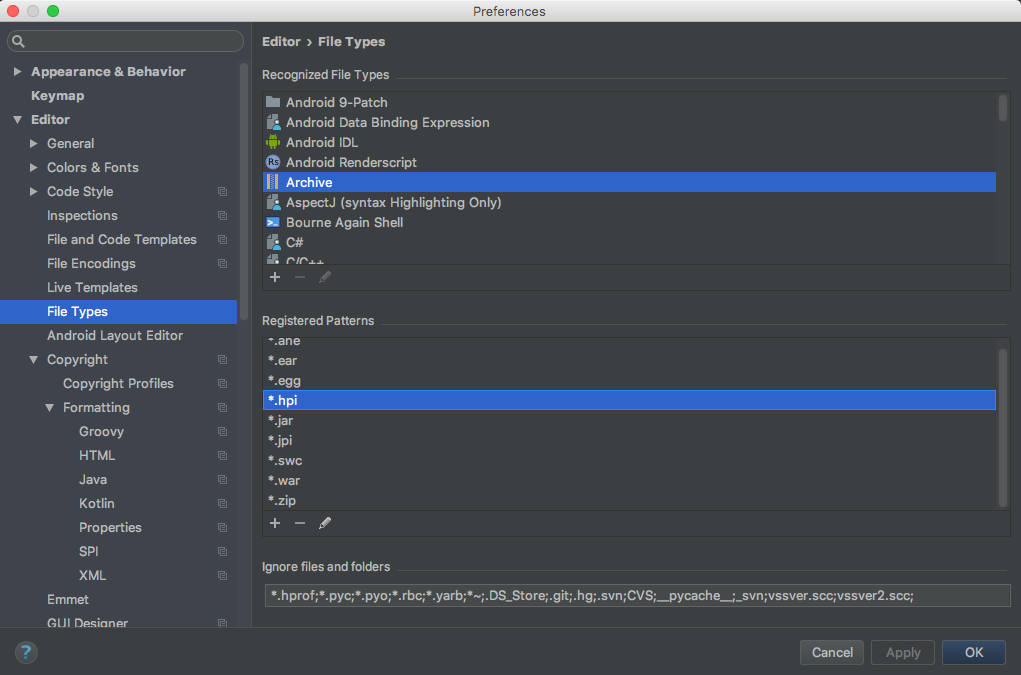 Preferences
Appearance & Behavior
Keymap
Editor
General
Colors & Fonts
Code Style
Inspections
File and Code Templates
File Encodings
Live Templates
File Types
Android Layout Editor
Copyright
Copyright Profiles
Formatting
Groovy
HTML
Java
Kotlin
Properties
SPI
XML
Emmet
GUI Designer
Editor › File Types
Recognized File Types
Android 9-Patch
Android Data Binding Expression
Android IDL
Rs Android Renderscript
Archive
AspectJ (syntax Highlighting Only)
Bourne Again Shell
C#
C/C++
Registered Patterns
*.ane
*.ear
*.egg
*.hpi
*.jar
*.jpi
*.swc
*.war
*.zip
Ignore files and folders
*.hprof;*.pyc;*.pyo;*.rbc;*.yarb;*~;.DS_Store;.git;.hg;.svn;CVS;__pycache__;_svn;vssver.scc;vssver2.scc;
?
Cancel
Apply
OK